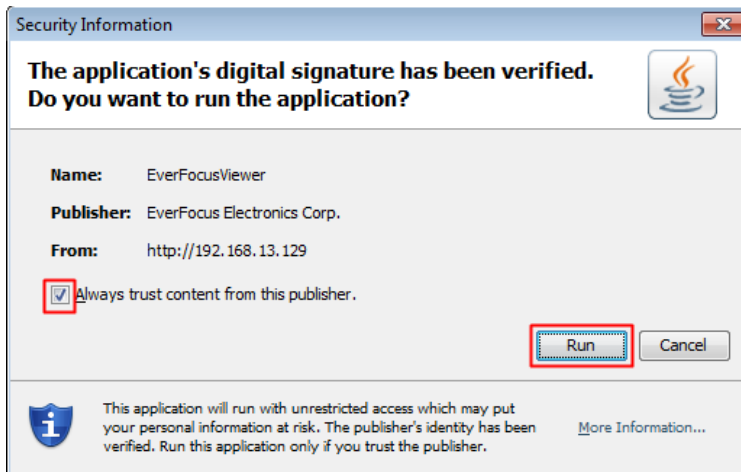 Security Information
The application's digital signature has been verified.
Do you want to run the application?
Name: EverFocusViewer
Publisher: EverFocus Electronics Corp.
From: http://192.168.13.129
Always trust content from this publisher.
Run Cancel
This application will run with unrestricted access which may put
your personal information at risk. The publisher's identity has been
verified. Run this application only if you trust the publisher.
More Information...